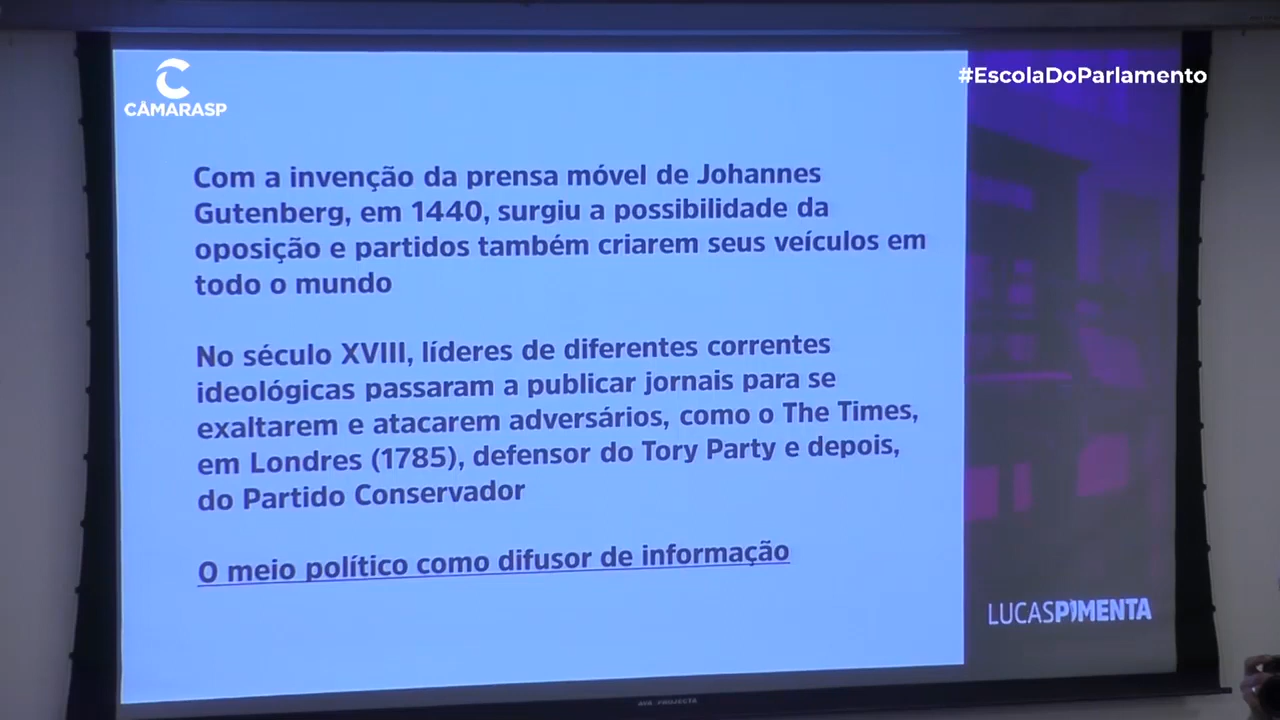 CÂMARASP
#EscolaDoParlamento
Com a invenção da prensa móvel de Johannes
Gutenberg, em 1440, surgiu a possibilidade da
oposição e partidos também criarem seus veículos em
todo o mundo
No século XVIII, líderes de diferentes correntes
ideológicas passaram a publicar jornais para se
exaltarem e atacarem adversários, como o The Times,
em Londres (1785), defensor do Tory Party e depois,
do Partido Conservador
O meio político como difusor de informação
LUCASPIMENTA